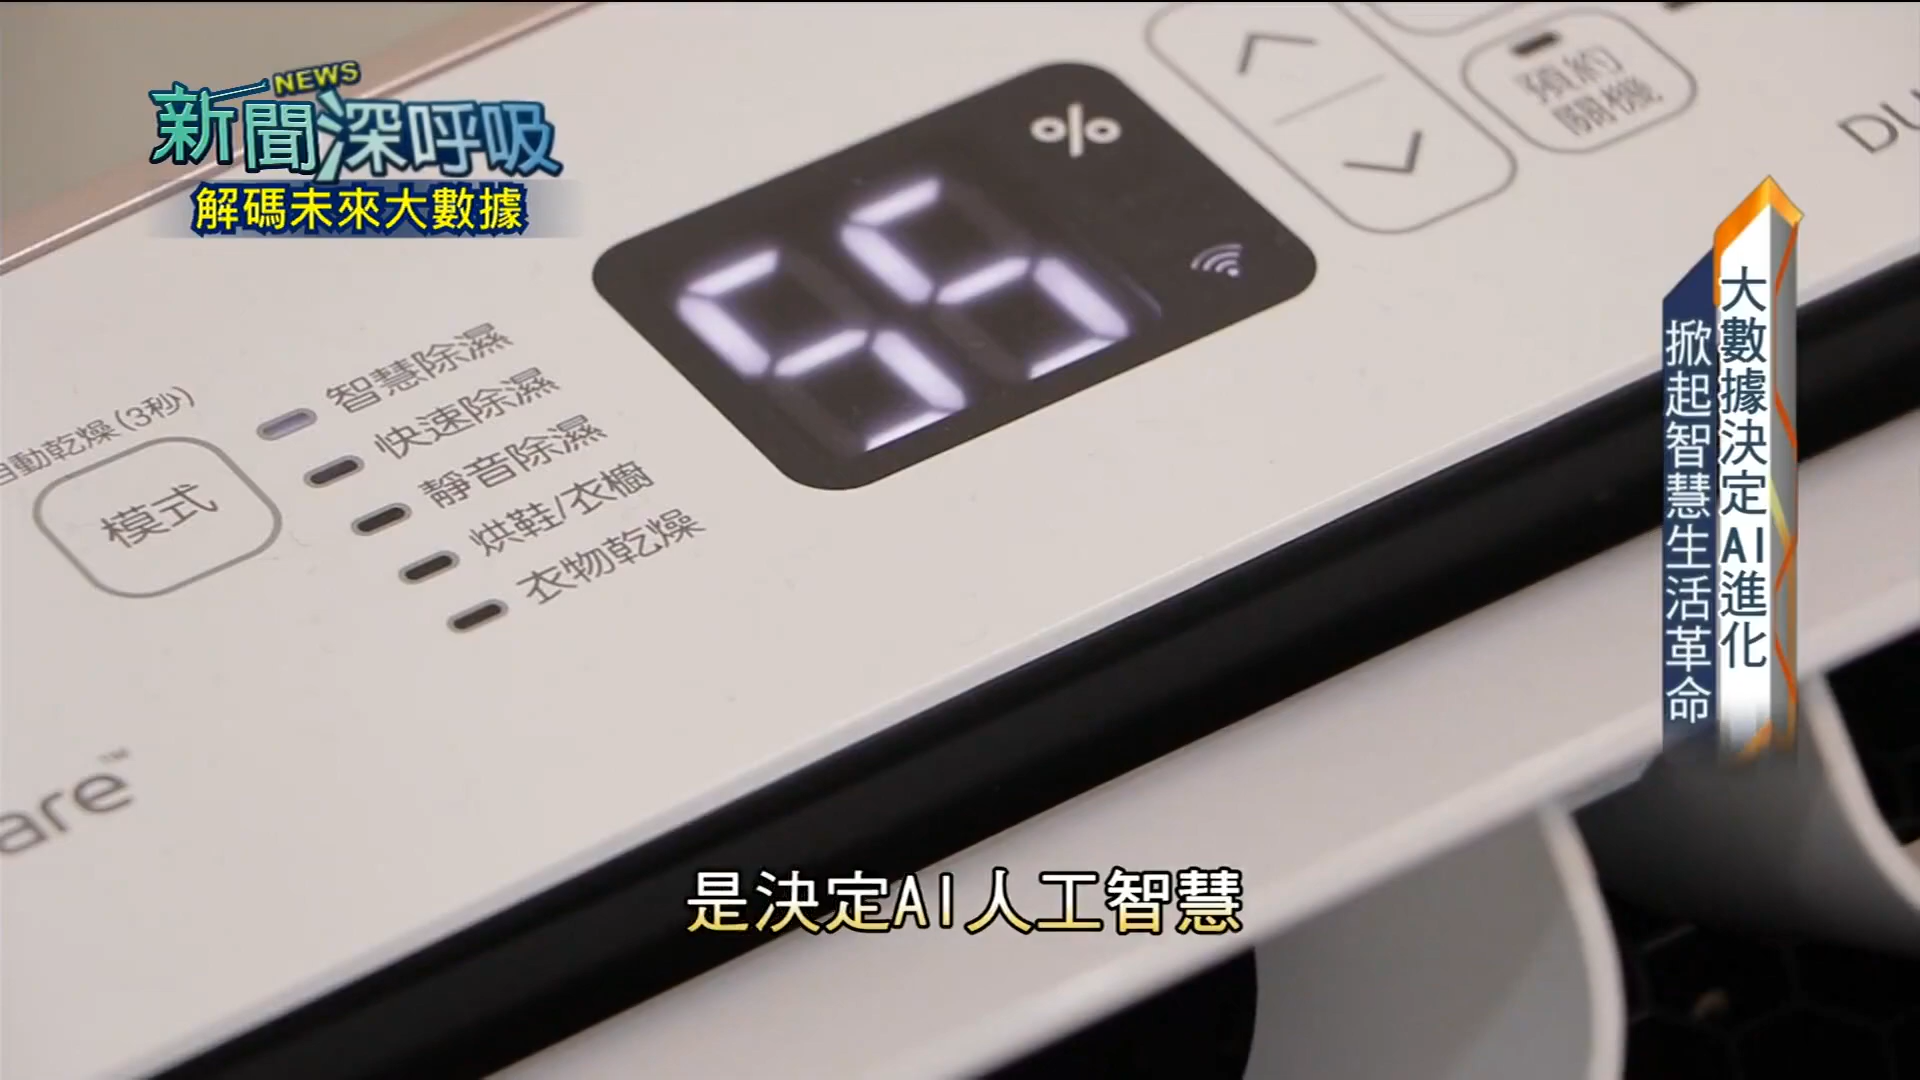 NEWS
新聞深呼吸
解碼未來大數據
%
55
預約
關機
自動乾燥(3秒)
模式
智慧除濕
快速除濕
靜音除濕
烘鞋/衣櫥
衣物乾燥
大數據決定AI進化
掀起智慧生活革命
是決定AI人工智慧